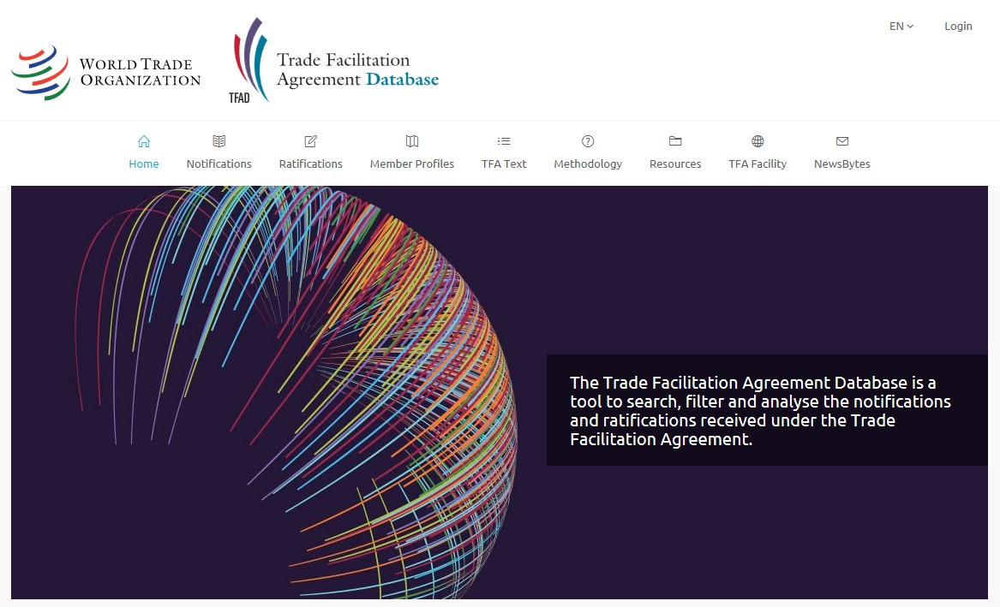 EN
Login
WORLD TRADE
ORGANIZATION
TFAD
Trade Facilitation
Agreement Database
Home
Notifications
Ratifications
Member Profiles
TFA Text
Methodology
Resources
TFA Facility
NewsBytes
The Trade Facilitation Agreement Database is a
tool to search, filter and analyse the notifications
and ratifications received under the Trade
Facilitation Agreement.